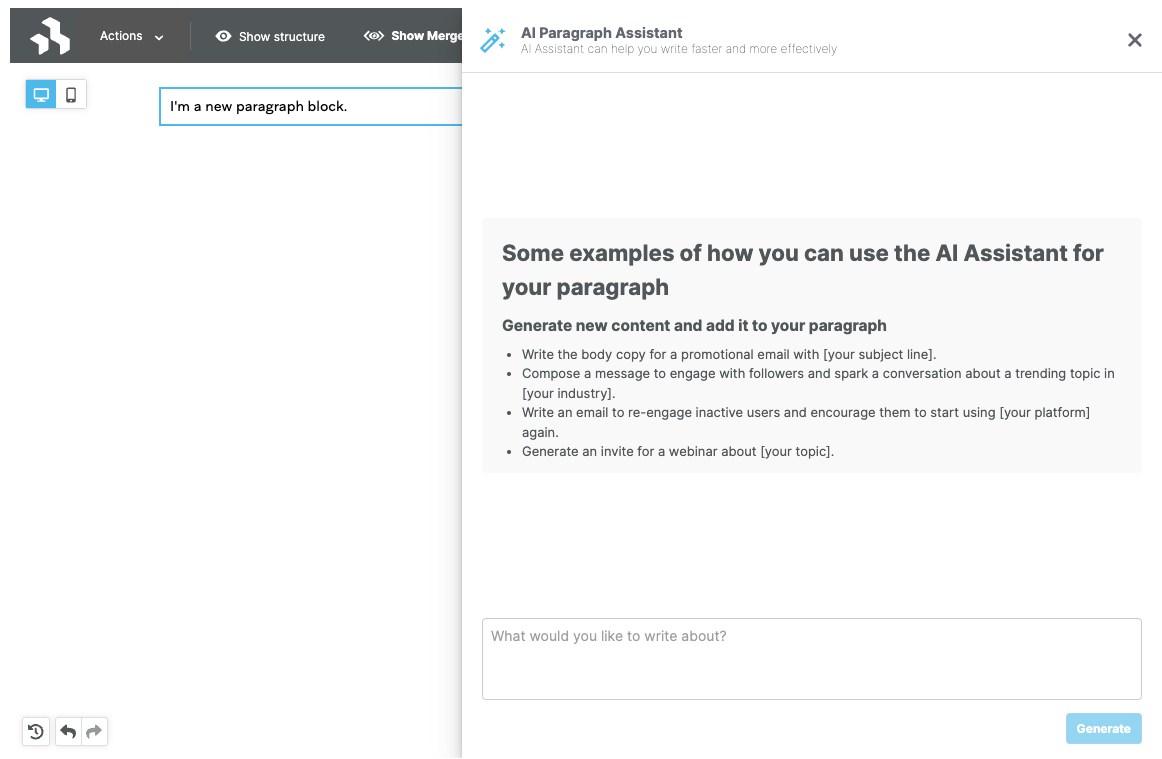 Actions
Show structure
Show Merge
I'm a new paragraph block.
AI Paragraph Assistant
AI Assistant can help you write faster and more effectively
Some examples of how you can use the AI Assistant for
your paragraph
Generate new content and add it to your paragraph
• Write the body copy for a promotional email with [your subject line].
• Compose a message to engage with followers and spark a conversation about a trending topic in
[your industry].
• Write an email to re-engage inactive users and encourage them to start using [your platform]
again.
• Generate an invite for a webinar about [your topic].
What would you like to write about?
Generate